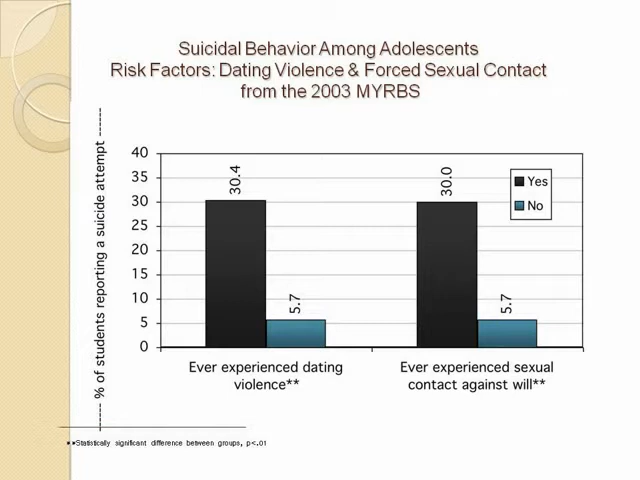 Suicidal Behavior Among Adolescents
Risk Factors: Dating Violence & Forced Sexual Contact
from the 2003 MYRBS
------ % of students reporting a suicide attempt ------
40
35
30
25
20
15
10
5
0
30.4
5.7
30.0
5.7
Yes
No
Ever experienced dating
violence**
Ever experienced sexual
contact against will**
**Statistically significant difference between groups, p<.01